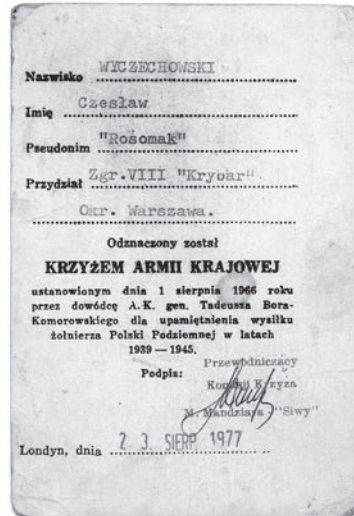 Nazwisko WYCZECHOWSKI
Imię Czesław
Pseudonim "Rosomak"
Przydział Zgr.VIII "Krybar"
Okr. Warszawa.
Odznaczony został
KRZYŻEM ARMII KRAJOWEJ
ustanowionym dnia 1 sierpnia 1966 roku
przez dowódcę A.K. gen. Tadeusza Bora-
Komorowskiego dla upamiętnienia wysiłku
żołnierza Polski Podziemnej w latach
1939 — 1945.
Przewodniczący
Podpis:
Komisji Krzyża
M. Mandziara "Siwy"
Londyn, dnia 23. SIERP. 1977